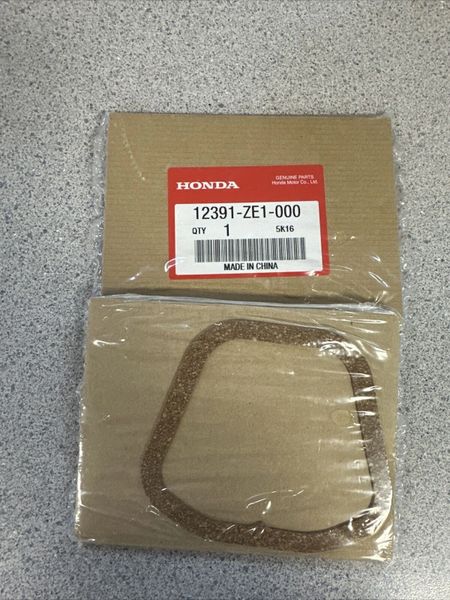 GENUINE PARTS
HONDA Honda Motor Co., Ltd.
12391-ZE1-000
QTY 1 5K16
MADE IN CHINA